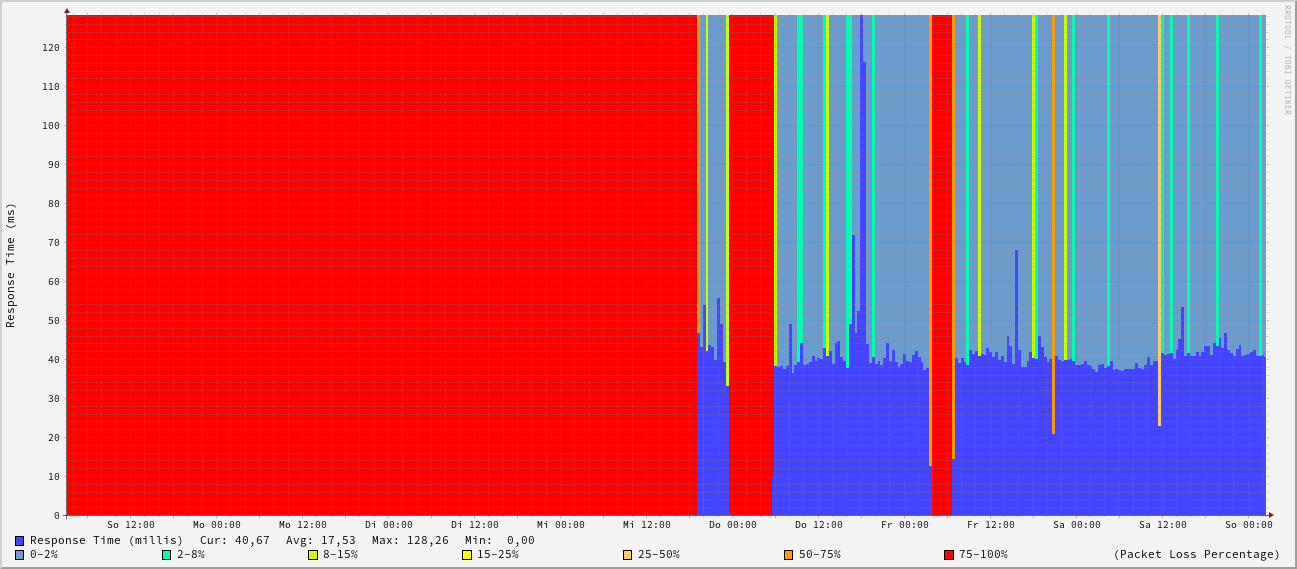 RRDTOOL / TOBI OETIKER
Response Time (ms)
120
110
100
90
80
70
60
50
40
30
20
10
0
So 12:00 Mo 00:00 Mo 12:00 Di 00:00 Di 12:00 Mi 00:00 Mi 12:00 Do 00:00 Do 12:00 Fr 00:00 Fr 12:00 Sa 00:00 Sa 12:00 So 00:00
Response Time (millis) Cur: 40,67 Avg: 17,53 Max: 128,26 Min: 0,00
0-2% 2-8% 8-15% 15-25% 25-50% 50-75% 75-100% (Packet Loss Percentage)